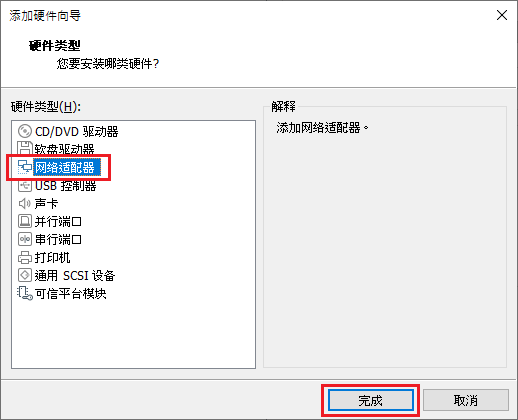 添加硬件向导
硬件类型
您要安装哪类硬件?
硬件类型(H):
CD/DVD 驱动器
软盘驱动器
网络适配器
USB 控制器
声卡
并行端口
串行端口
打印机
通用 SCSI 设备
可信平台模块
解释
添加网络适配器。
完成
取消